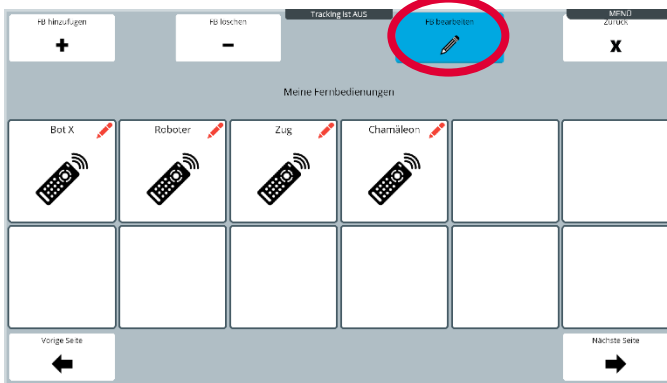 Tracking ist AUS
MENÜ
FB hinzufügen
FB löschen
FB bearbeiten
Zurück
x
Meine Fernbedienungen
Bot X
Roboter
Zug
Chamäleon
Vorige Seite
Nächste Seite